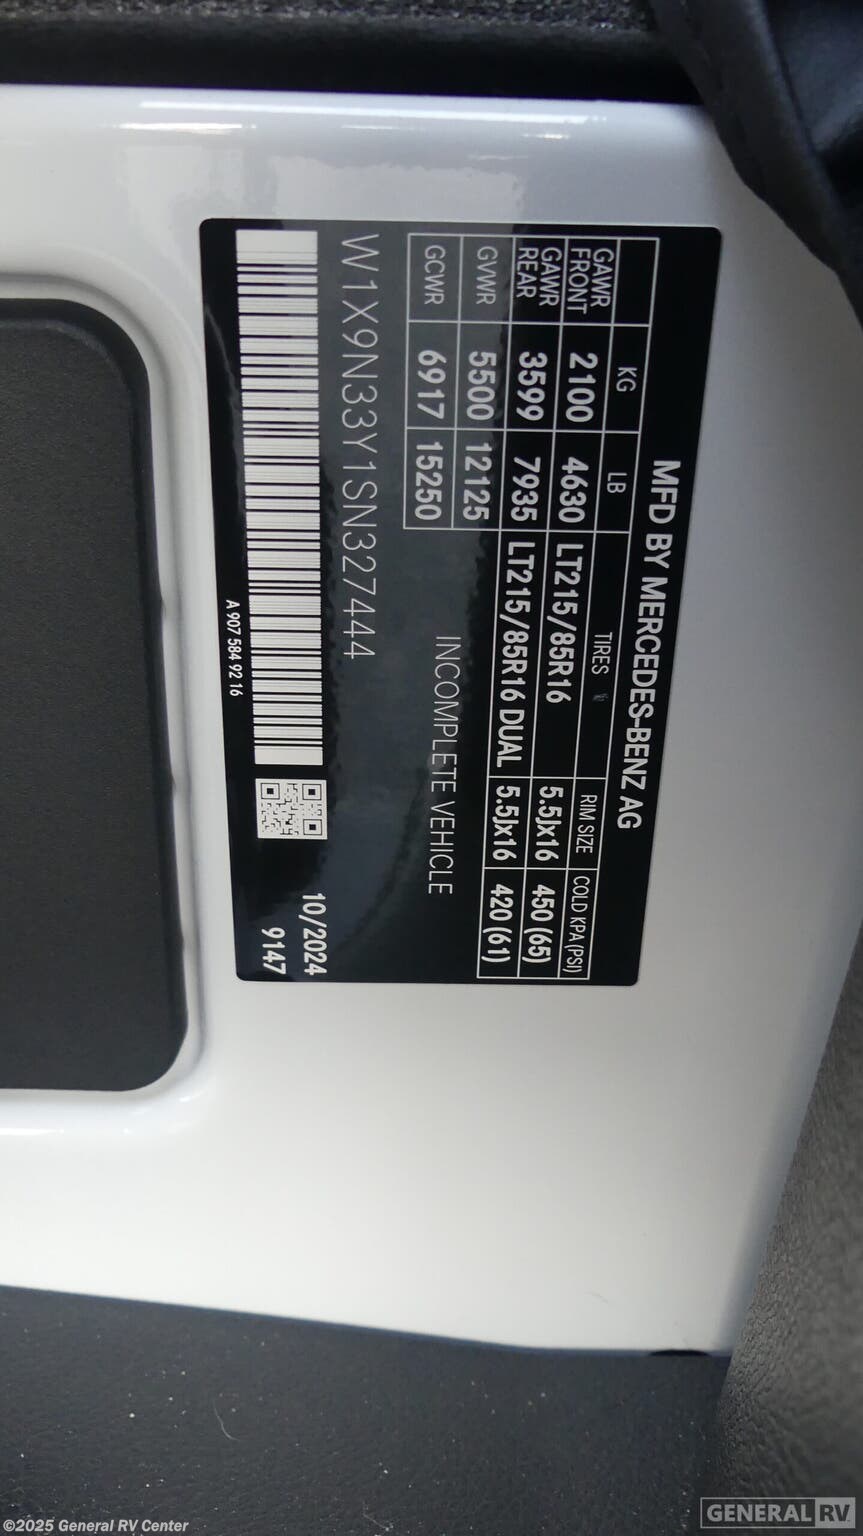 MFD BY MERCEDES-BENZ AG
KG LB TIRES RIM SIZE COLD KPA(PSI)
GAWR FRONT 2100 4630 LT215/85R16 5.5Jx16 450 (65)
GAWR REAR 3599 7935 LT215/85R16 DUAL 5.5Jx16 420 (61)
GVWR 5500 12125
GCWR 6917 15250
INCOMPLETE VEHICLE
W1X9N33Y1SN327444
10/2024
9147
A 907 584 92 16
©2025 General RV Center
GENERAL RV